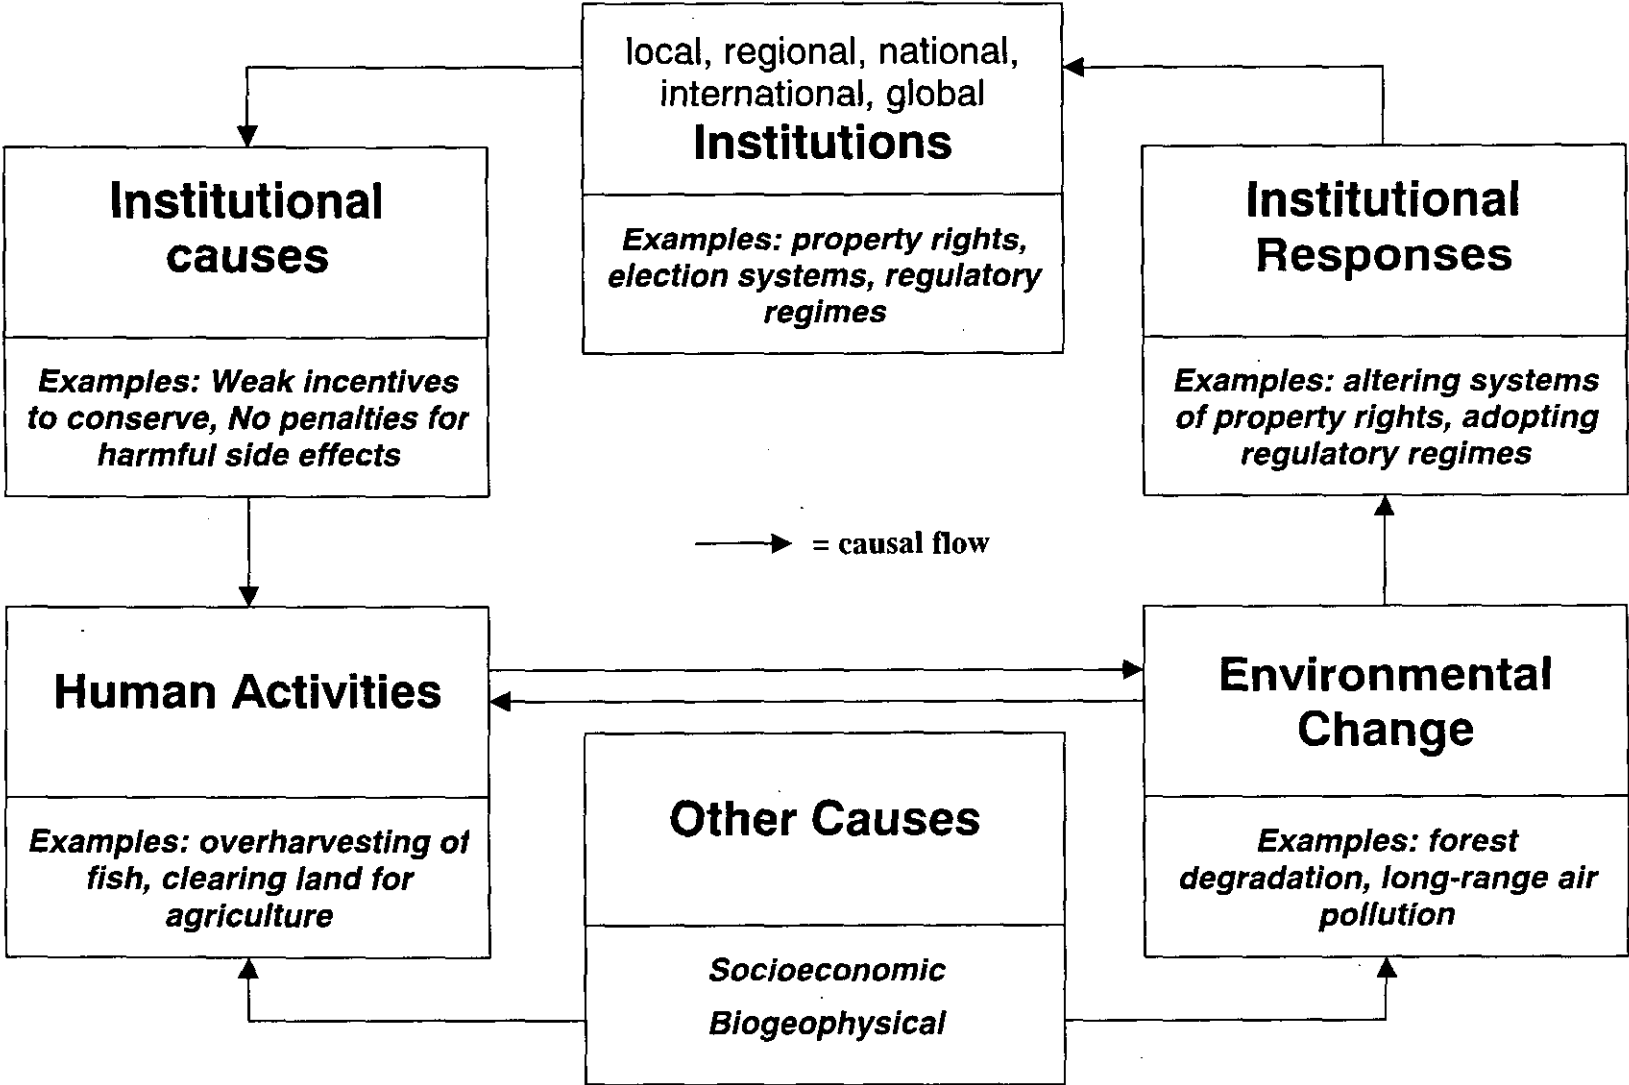 local, regional, national,
international, global
Institutions
Examples: property rights,
election systems, regulatory
regimes
Institutional
causes
Examples: Weak incentives
to conserve, No penalties for
harmful side effects
Institutional
Responses
Examples: altering systems
of property rights, adopting
regulatory regimes
= causal flow
Human Activities
Examples: overharvesting of
fish, clearing land for
agriculture
Environmental
Change
Examples: forest
degradation, long-range air
pollution
Other Causes
Socioeconomic
Biogeophysical